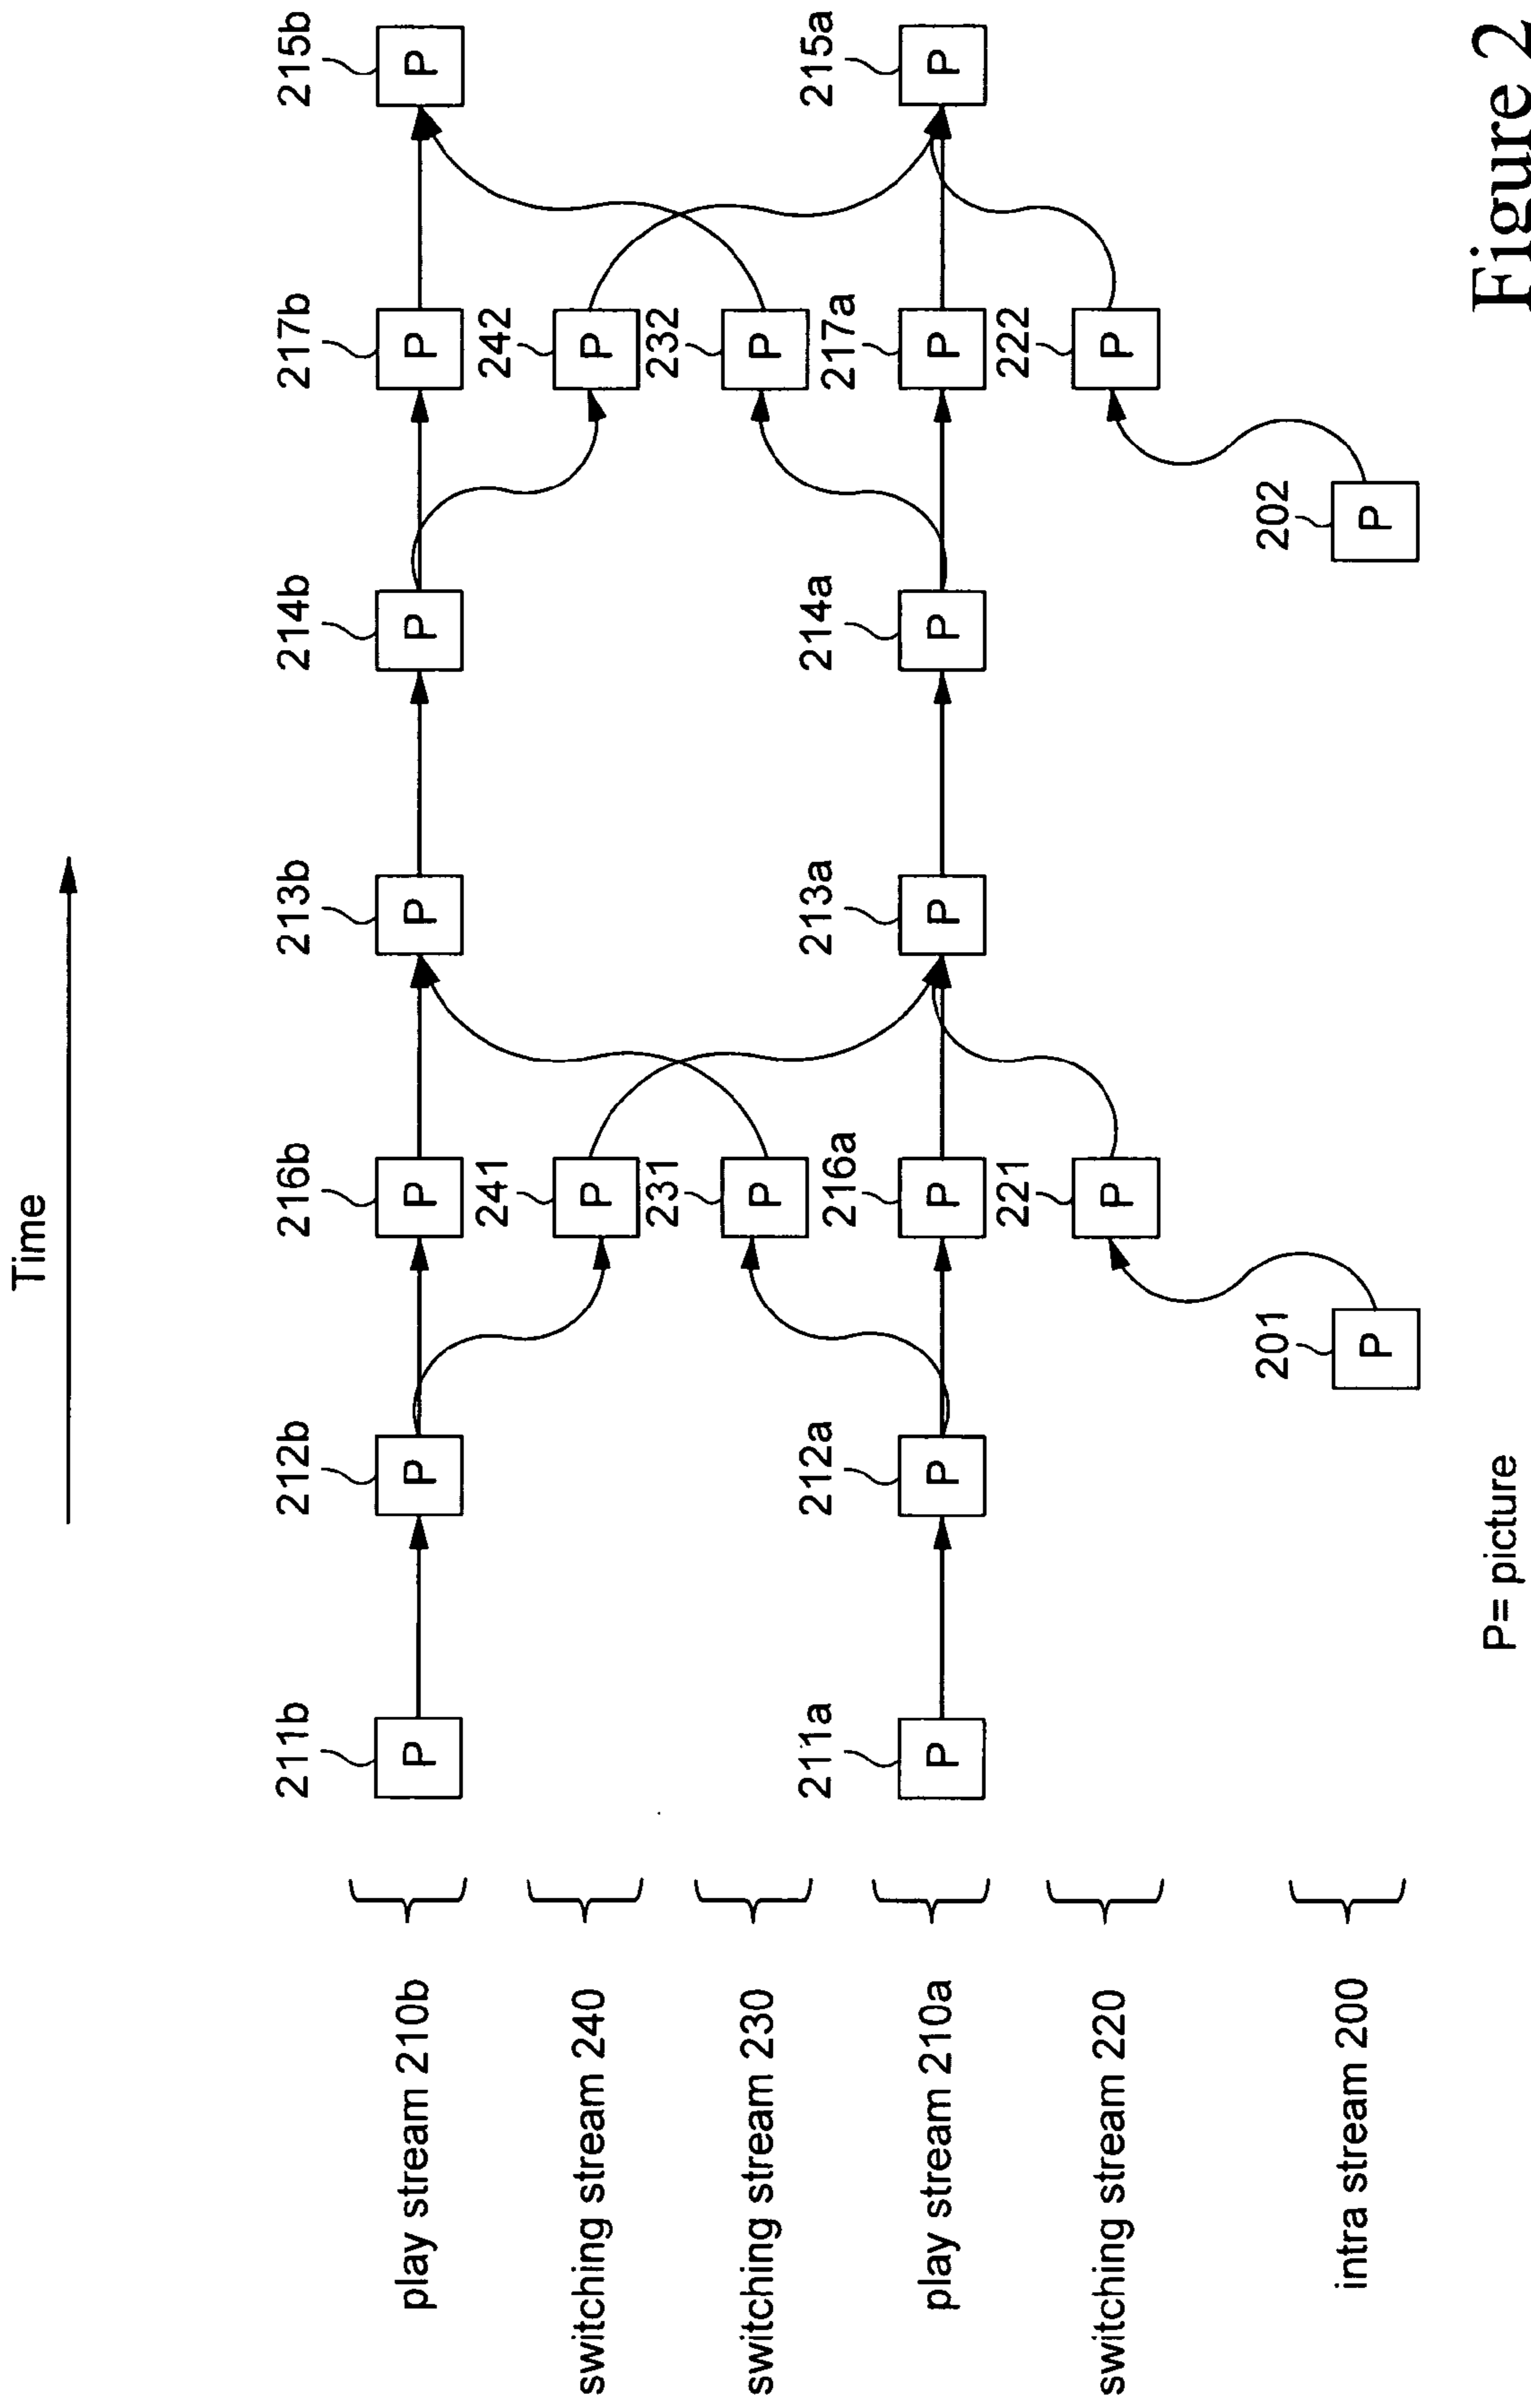 Time
211b
212b
216b
213b
214b
217b
215b
P
P
P
P
P
P
P
play stream 210b
241
242
P
P
switching stream 240
231
232
P
P
switching stream 230
211a
212a
216a
213a
214a
217a
215a
P
P
P
P
P
P
P
play stream 210a
221
222
P
P
switching stream 220
201
202
P
P
intra stream 200
P= picture
Figure 2